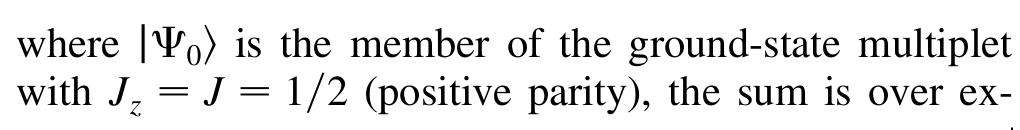 where |Ψ₀⟩ is the member of the ground-state multiplet
with J_z = J = 1/2 (positive parity), the sum is over ex-